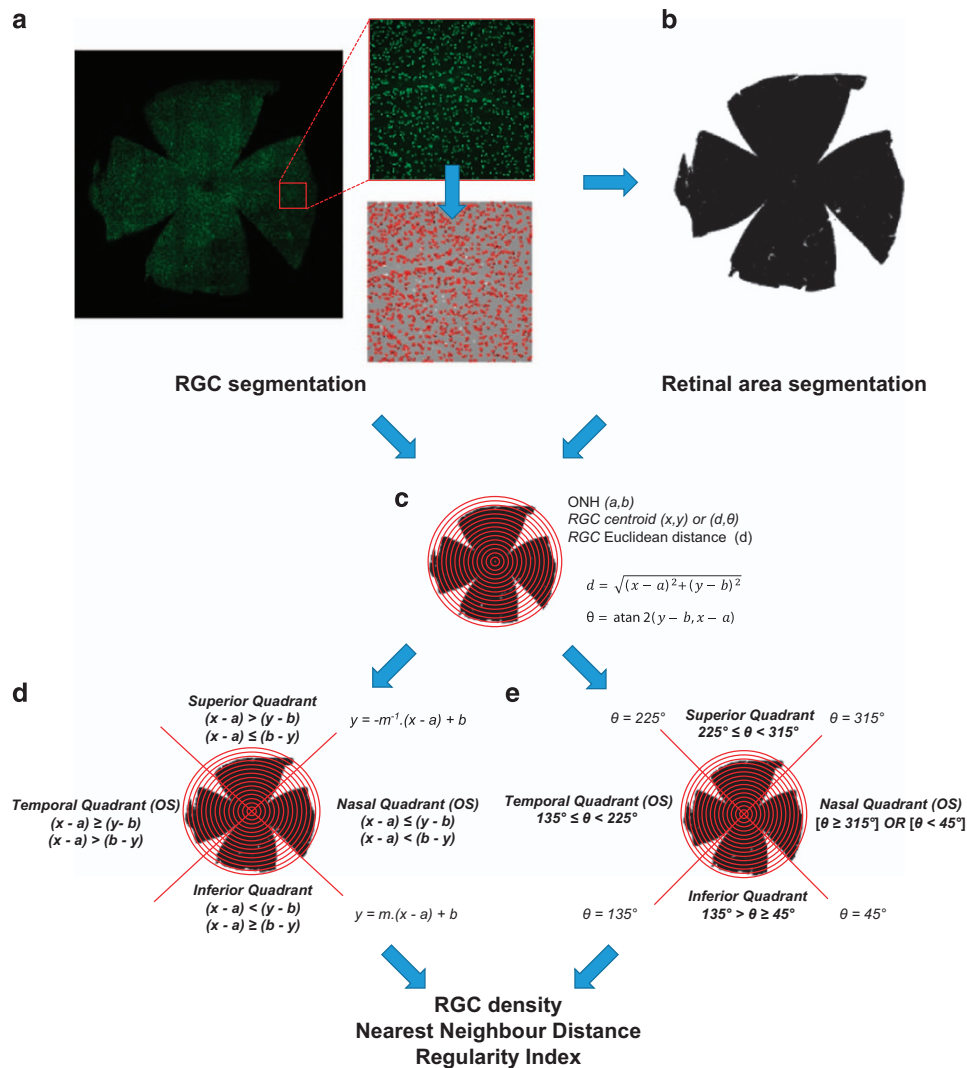 a
b
RGC segmentation
Retinal area segmentation
c
ONH (a,b)
RGC centroid (x,y) or (d,θ)
RGC Euclidean distance (d)
d = √(x − a)² + (y − b)²
θ = atan 2(y − b, x − a)
d
Superior Quadrant
(x - a) > (y - b)
(x - a) ≤ (b - y)
y = -m⁻¹.(x - a) + b
Temporal Quadrant (OS)
(x - a) ≥ (y- b)
(x - a) > (b - y)
Nasal Quadrant (OS)
(x - a) ≤ (y - b)
(x - a) < (b - y)
Inferior Quadrant
(x - a) < (y - b)
(x - a) ≥ (b - y)
y = m.(x - a) + b
e
θ = 225°
Superior Quadrant
225° ≤ θ < 315°
θ = 315°
Temporal Quadrant (OS)
135° ≤ θ < 225°
Nasal Quadrant (OS)
[θ ≥ 315°] OR [θ < 45°]
θ = 135°
Inferior Quadrant
135° > θ ≥ 45°
θ = 45°
RGC density
Nearest Neighbour Distance
Regularity Index